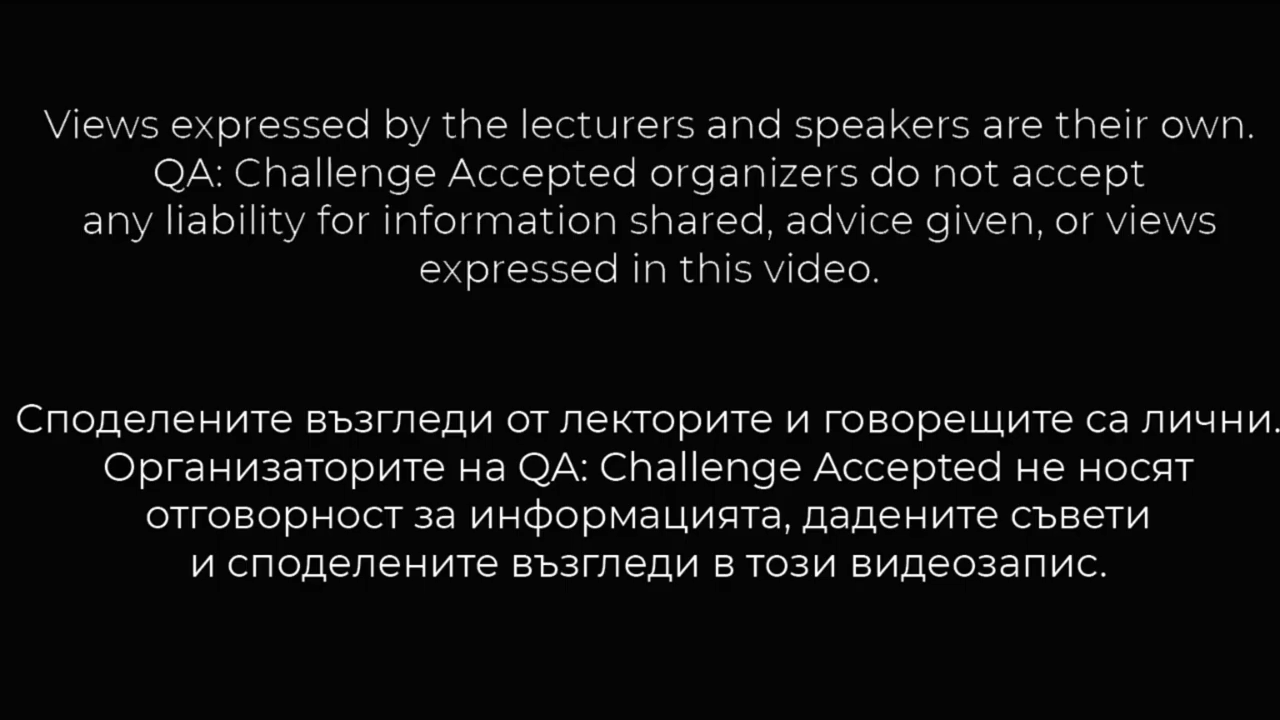 Views expressed by the lecturers and speakers are their own.
QA: Challenge Accepted organizers do not accept
any liability for information shared, advice given, or views
expressed in this video.
Споделените възгледи от лекторите и говорещите са лични.
Организаторите на QA: Challenge Accepted не носят
отговорност за информацията, дадените съвети
и споделените възгледи в този видеозапис.